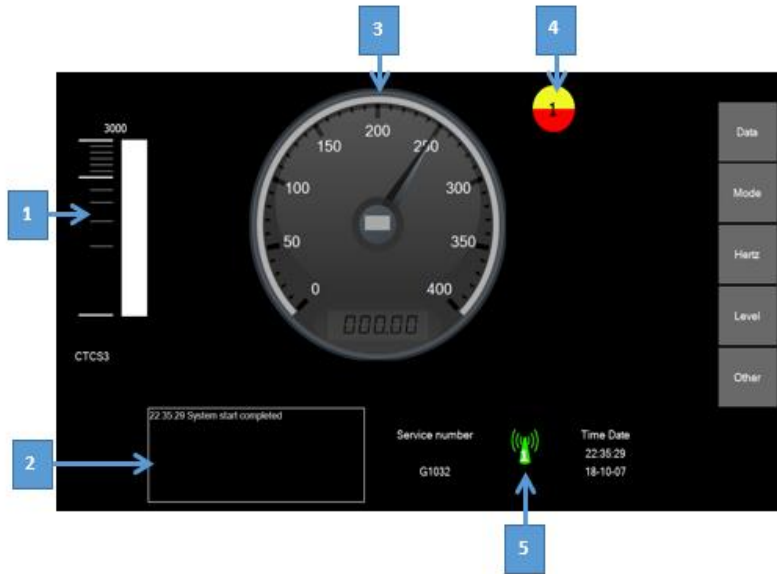 3
4
3000
1
CTCS3
0
50
100
150
200
250
300
350
400
000.00
1
Data
Mode
Hertz
Level
Other
2
22:35:29 System start completed
Service number
G1032
1
Time Date
22:35:29
18-10-07
5